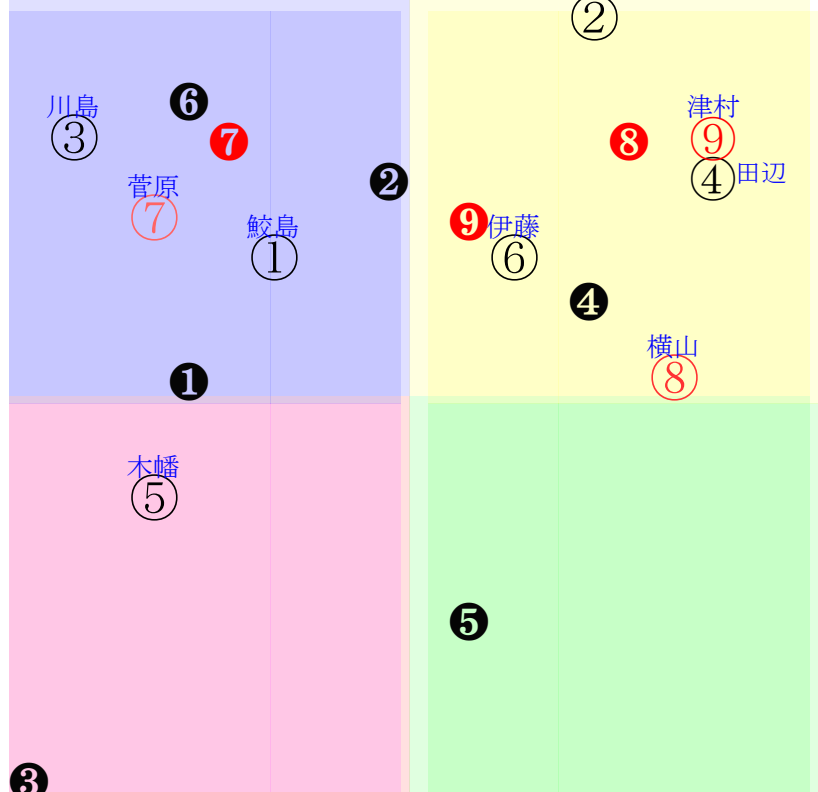 ②
❻
川島
津村
③
❼
❽
⑨
菅原
❷
④
田辺
⑦
鮫島
❾
伊藤
①
⑥
❹
横山
❶
⑧
木幡
⑤
❺
❸